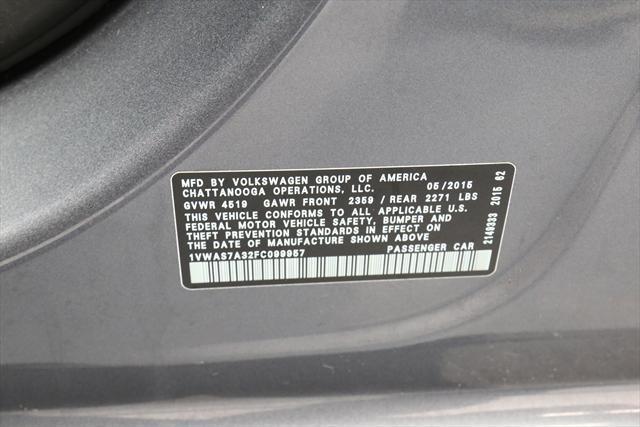 MFD BY VOLKSWAGEN GROUP OF AMERICA
CHATTANOOGA OPERATIONS, LLC. 05/2015
GVWR 4519 GAWR FRONT 2359 / REAR 2271 LBS
THIS VEHICLE CONFORMS TO ALL APPLICABLE U.S.
FEDERAL MOTOR VEHICLE SAFETY, BUMPER AND
THEFT PREVENTION STANDARDS IN EFFECT ON
THE DATE OF MANUFACTURE SHOWN ABOVE
1VWAS7A32FC099957 PASSENGER CAR
2149333 2015 62